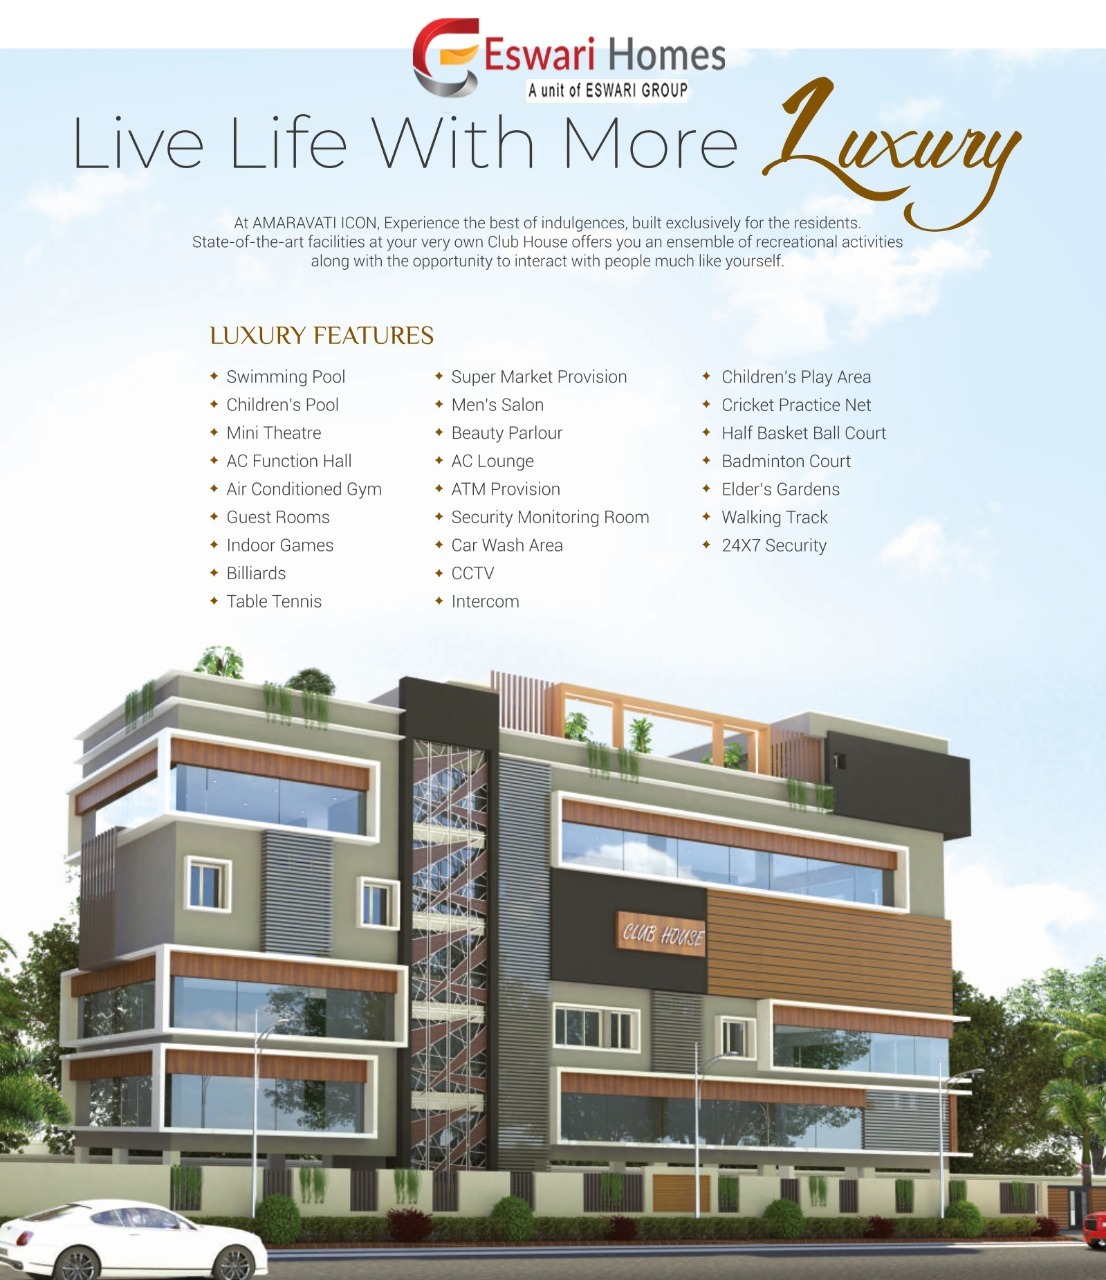 Eswari Homes
A unit of ESWARI GROUP
Live Life With More Luxury
At AMARAVATI ICON, Experience the best of indulgences, built exclusively for the residents.
State-of-the-art facilities at your very own Club House offers you an ensemble of recreational activities
along with the opportunity to interact with people much like yourself.
LUXURY FEATURES
Swimming Pool
Children's Pool
Mini Theatre
AC Function Hall
Air Conditioned Gym
Guest Rooms
Indoor Games
Billiards
Table Tennis
Super Market Provision
Men's Salon
Beauty Parlour
AC Lounge
ATM Provision
Security Monitoring Room
Car Wash Area
CCTV
Intercom
Children's Play Area
Cricket Practice Net
Half Basket Ball Court
Badminton Court
Elder's Gardens
Walking Track
24X7 Security
CLUB HOUSE